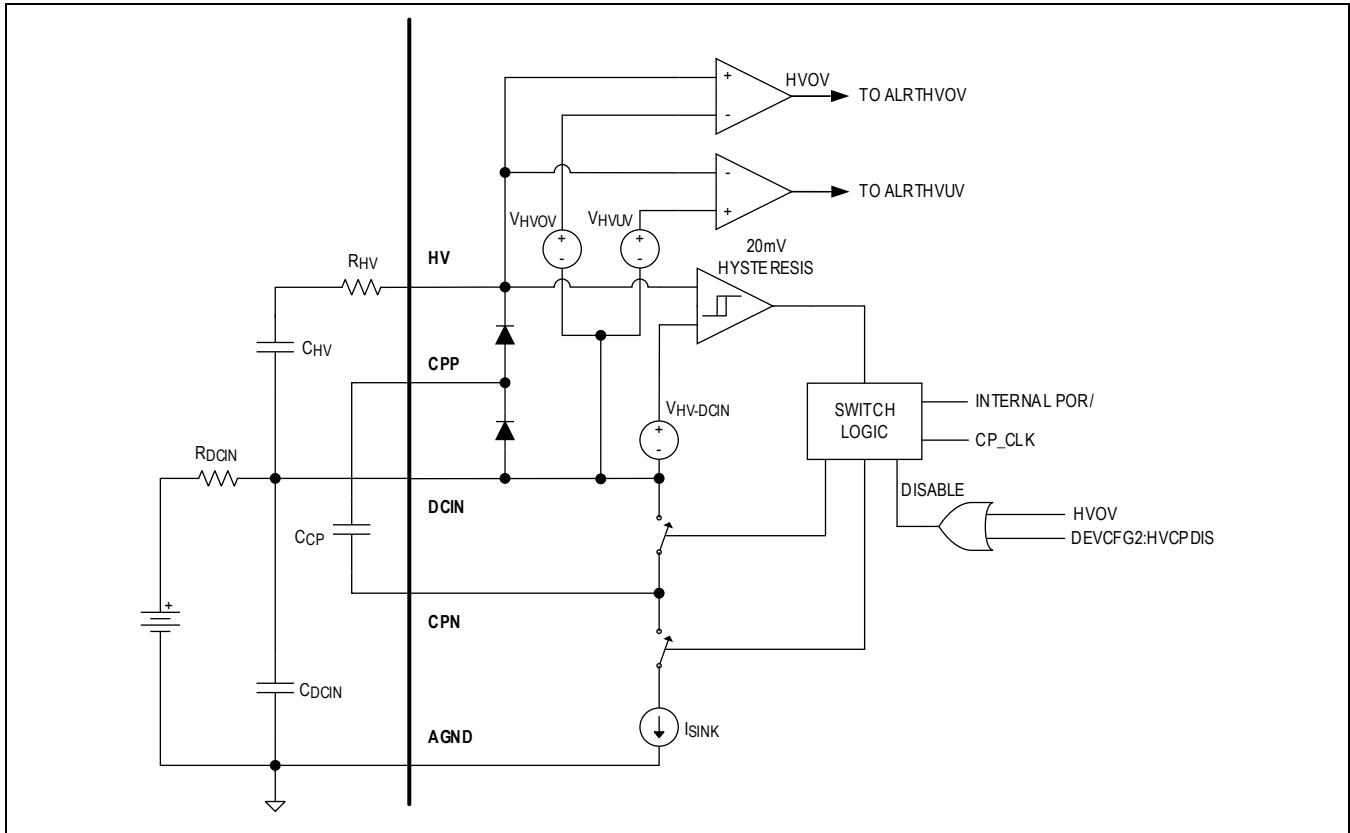 HVOV
TO ALRTHVOV
+
-
-
TO ALRTHVUV
+
VHVOV
VHVUV
+
-
+
-
20mV
HYSTERESIS
HV
RHV
CHV
CPP
VHV-DCIN
+
-
SWITCH
LOGIC
INTERNAL POR/
CP_CLK
RDCIN
DCIN
DISABLE
HVOV
DEVCFG2:HVCPDIS
CCP
CPN
+
CDCIN
AGND
ISINK